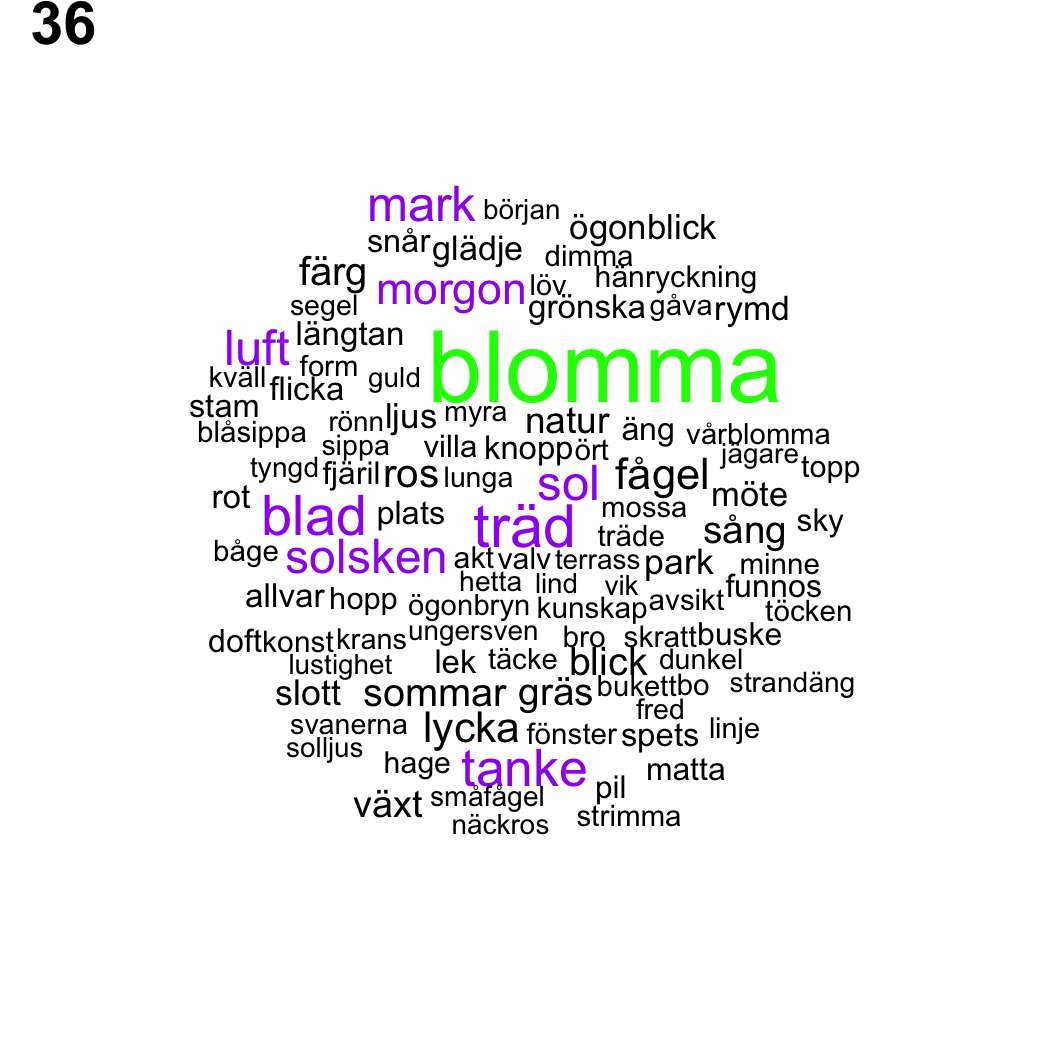 36
mark början ögonblick
snår glädje dimma
färg morgon löv hänryckning
segel grönska gåva rymd
luft längtan blomma
kväll form guld
stam flicka
rönn ljus myra natur äng vårblomma
blåsippa sippa villa knopp ört jägare
tyngd fjäril ros lunga sol fågel topp
rot blad plats träd mossa möte
träde sång sky
båge solsken akt valv terrass park minne
hetta lind vik funnos
allvar hopp ögonbryn kunskap avsikt töcken
doft konst krans ungersven bro skratt buske
lustighet lek täcke blick dunkel
slott sommar gräs bukett bo strandäng
fred
svanerna lycka fönster spets linje
solljus
hage tanke matta
växt småfågel pil
näckros strimma